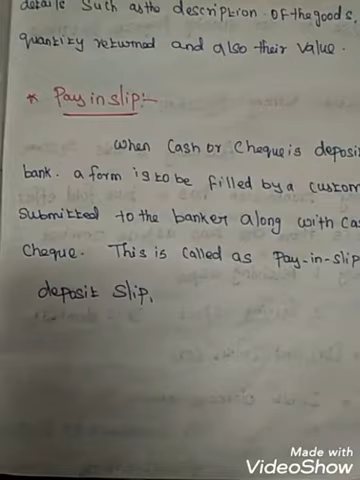 details such as the description of the goods,
quantity returned and also their value.
* Pay in slip:-
When cash or cheque is deposi
bank. a form is to be filled by a custom
submitted to the banker along with cas
cheque. This is called as pay-in-slip
deposit slip.
Made with
VideoShow